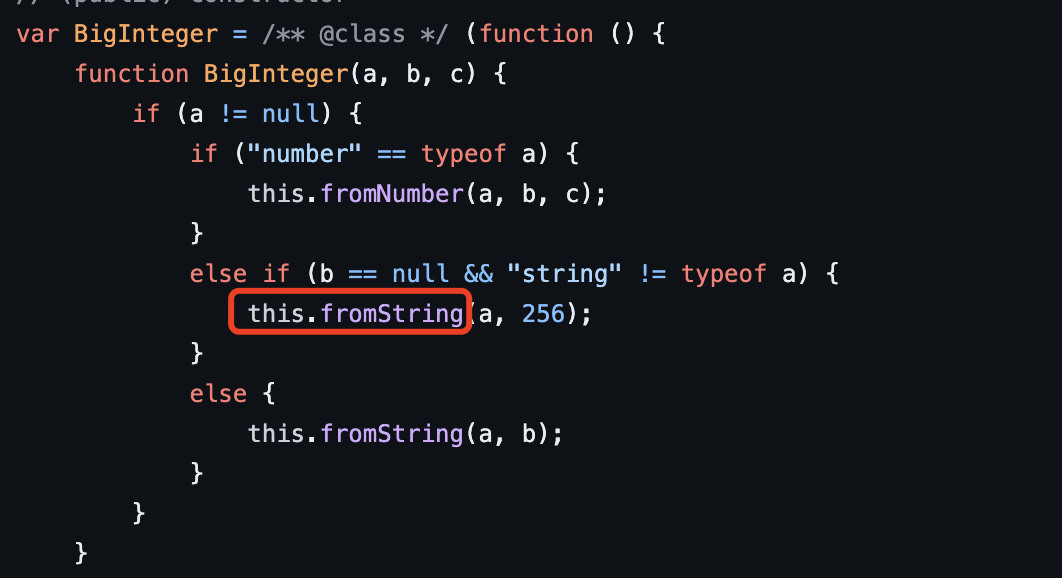 // (public) constructor
var BigInteger = /** @class */ (function () {
    function BigInteger(a, b, c) {
        if (a != null) {
            if ("number" == typeof a) {
                this.fromNumber(a, b, c);
            }
            else if (b == null && "string" != typeof a) {
                this.fromString(a, 256);
            }
            else {
                this.fromString(a, b);
            }
        }
    }